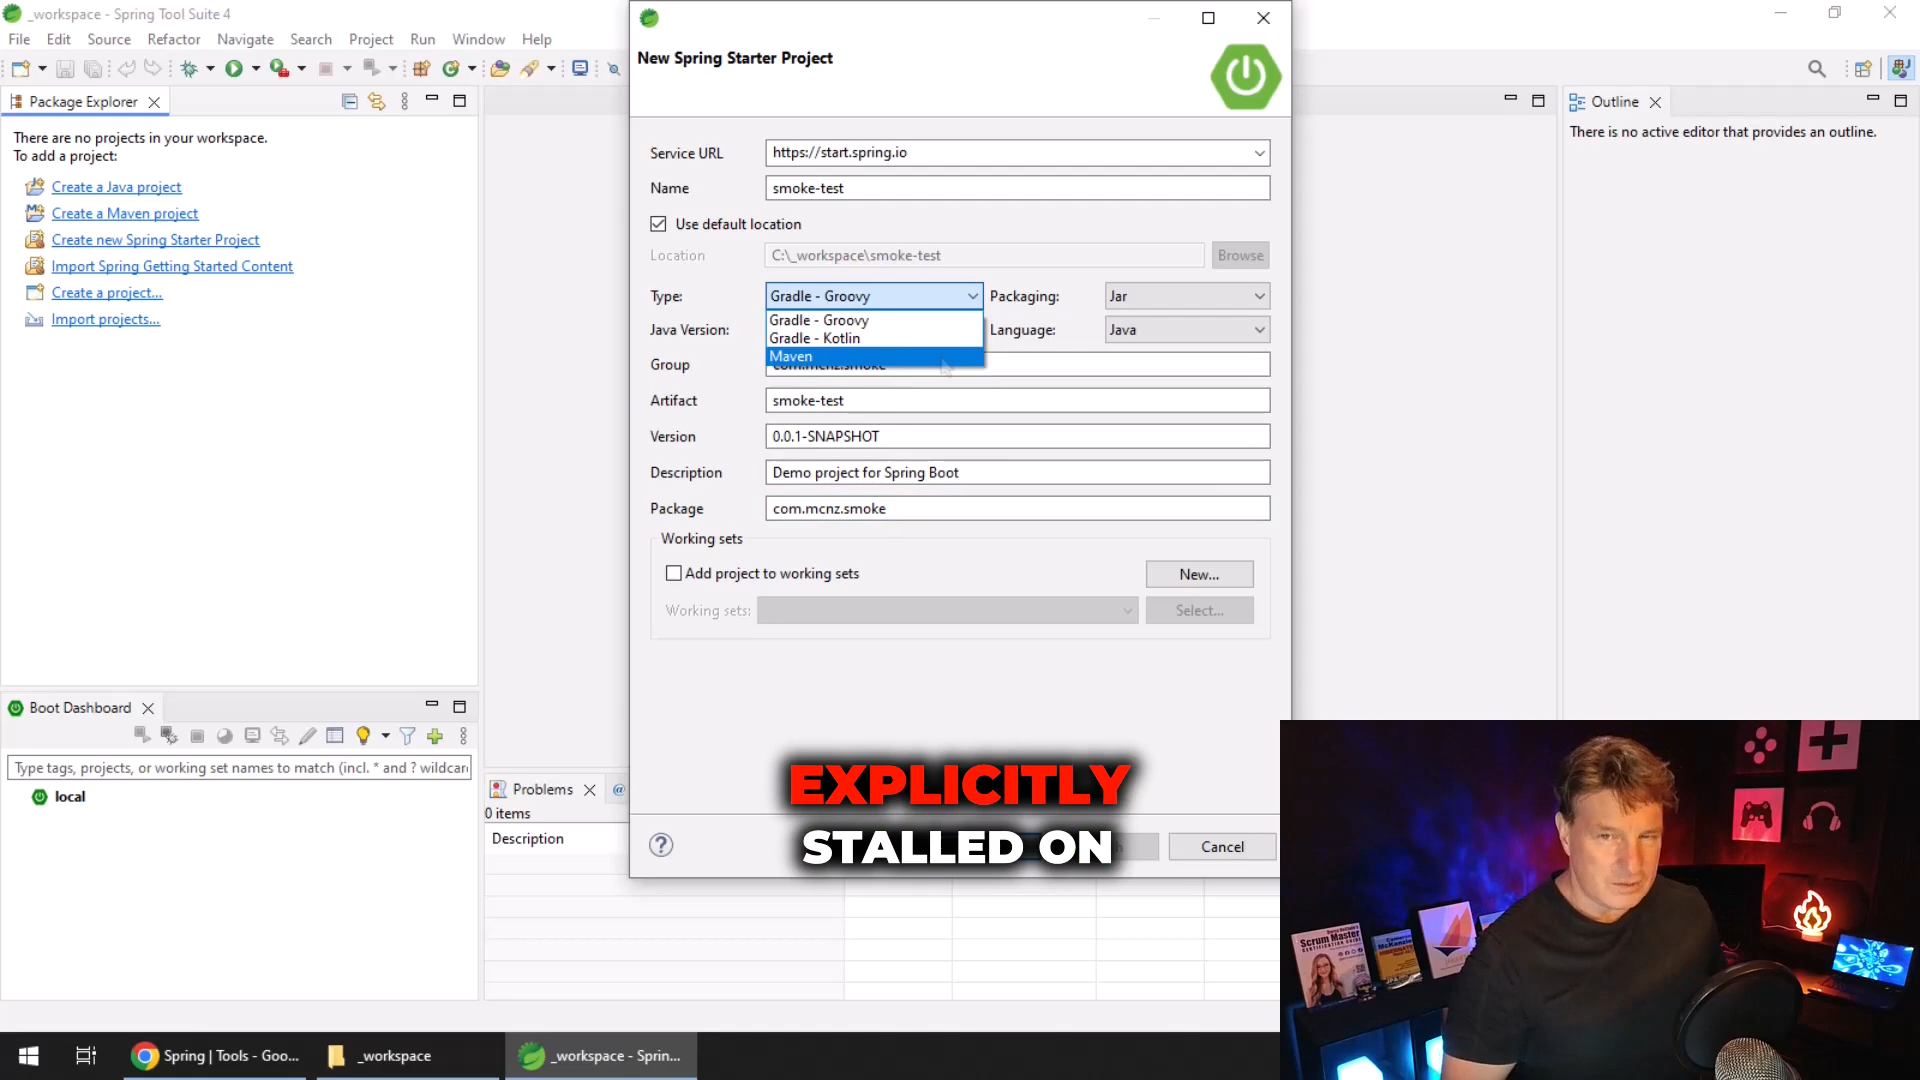 _workspace - Spring Tool Suite 4
File Edit Source Refactor Navigate Search Project Run Window Help
Package Explorer
There are no projects in your workspace.
To add a project:
Create a Java project
Create a Maven project
Create new Spring Starter Project
Import Spring Getting Started Content
Create a project...
Import projects...
Boot Dashboard
Type tags, projects, or working set names to match (incl. * and ? wildcar
local
New Spring Starter Project
Service URL https://start.spring.io
Name smoke-test
Use default location
Location C:\_workspace\smoke-test Browse
Type: Gradle - Groovy Packaging: Jar
Gradle - Groovy
Java Version: Language: Java
Gradle - Kotlin
Maven
Group com.mcnz.smoke
Artifact smoke-test
Version 0.0.1-SNAPSHOT
Description Demo project for Spring Boot
Package com.mcnz.smoke
Working sets
Add project to working sets New...
Working sets: Select...
Cancel
EXPLICITLY
STALLED ON
Problems
0 items
Description
Outline
There is no active editor that provides an outline.
Scrum Master
Spring | Tools - Goo...
_workspace
_workspace - Sprin...